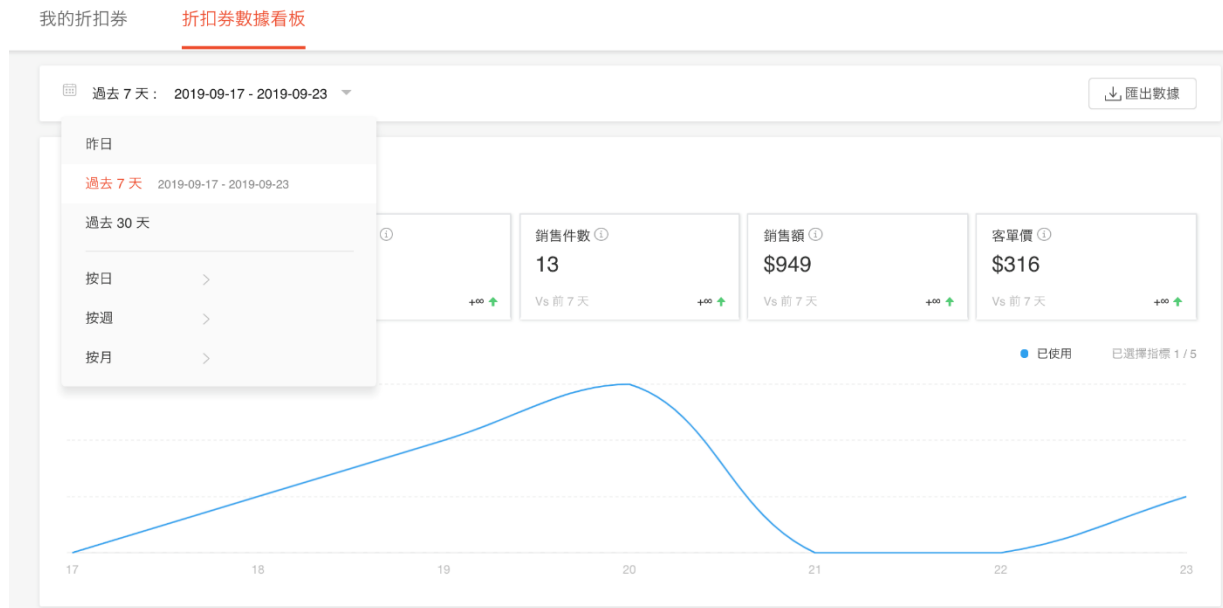 我的折扣券 折扣券數據看板
過去 7 天： 2019-09-17 - 2019-09-23
匯出數據
昨日
過去 7 天 2019-09-17 - 2019-09-23
過去 30 天
按日
按週
按月
+∞
銷售件數
13
Vs 前 7 天 +∞
銷售額
$949
Vs 前 7 天 +∞
客單價
$316
Vs 前 7 天 +∞
已使用 已選擇指標 1 / 5
17 18 19 20 21 22 23